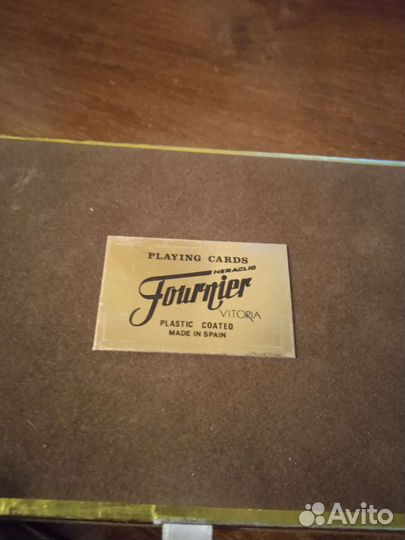 PLAYING CARDS
HERACLIO
Fournier
VITORIA
PLASTIC COATED
MADE IN SPAIN
Avito